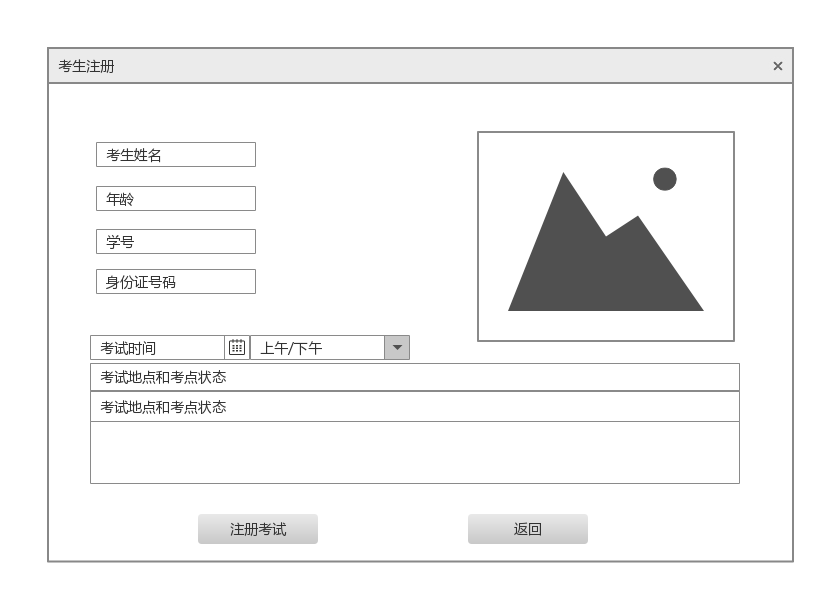 考生注册
考生姓名
年龄
学号
身份证号码
考试时间
上午/下午
考试地点和考点状态
考试地点和考点状态
注册考试
返回